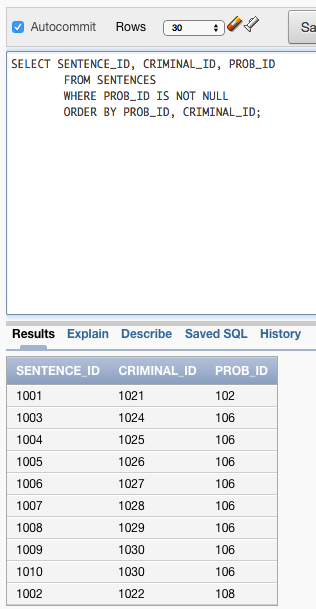 Autocommit Rows 30 Sa
SELECT SENTENCE_ID, CRIMINAL_ID, PROB_ID
FROM SENTENCES
WHERE PROB_ID IS NOT NULL
ORDER BY PROB_ID, CRIMINAL_ID;
Results Explain Describe Saved SQL History
SENTENCE_ID CRIMINAL_ID PROB_ID
1001 1021 102
1003 1024 106
1004 1025 106
1005 1026 106
1006 1027 106
1007 1028 106
1008 1029 106
1009 1030 106
1010 1030 106
1002 1022 108